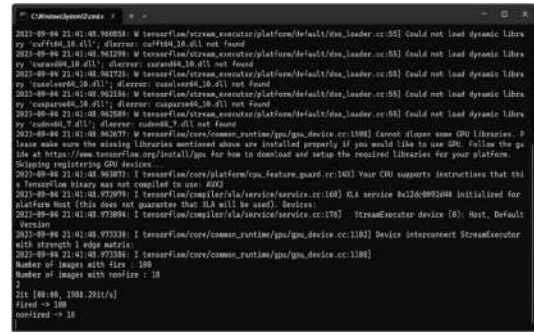 C:\Windows\System32\cmd.e
2023-09-04 21:41:48.960858: W tensorflow/stream_executor/platform/default/dso_loader.cc:55] Could not load dynamic libra
ry 'cufft64_10.dll'; dlerror: cufft64_10.dll not found
2023-09-04 21:41:48.961290: W tensorflow/stream_executor/platform/default/dso_loader.cc:55] Could not load dynamic libra
ry 'curand64_10.dll'; dlerror: curand64_10.dll not found
2023-09-04 21:41:48.961725: W tensorflow/stream_executor/platform/default/dso_loader.cc:55] Could not load dynamic libra
ry 'cusolver64_10.dll'; dlerror: cusolver64_10.dll not found
2023-09-04 21:41:48.962156: W tensorflow/stream_executor/platform/default/dso_loader.cc:55] Could not load dynamic libra
ry 'cusparse64_10.dll'; dlerror: cusparse64_10.dll not found
2023-09-04 21:41:48.962589: W tensorflow/stream_executor/platform/default/dso_loader.cc:55] Could not load dynamic libra
ry 'cudnn64_7.dll'; dlerror: cudnn64_7.dll not found
2023-09-04 21:41:48.962637: W tensorflow/core/common_runtime/gpu/gpu_device.cc:1598] Cannot dlopen some GPU libraries. P
lease make sure the missing libraries mentioned above are installed properly if you would like to use GPU. Follow the gu
ide at https://www.tensorflow.org/install/gpu for how to download and setup the required libraries for your platform.
Skipping registering GPU devices...
2023-09-04 21:41:48.963072: I tensorflow/core/platform/cpu_feature_guard.cc:143] Your CPU supports instructions that thi
s TensorFlow binary was not compiled to use: AVX2
2023-09-04 21:41:48.972979: I tensorflow/compiler/xla/service/service.cc:168] XLA service 0x12dc0892d40 initialized for
platform Host (this does not guarantee that XLA will be used). Devices:
2023-09-04 21:41:48.973094: I tensorflow/compiler/xla/service/service.cc:176] StreamExecutor device (0): Host, Default
Version
2023-09-04 21:41:48.973330: I tensorflow/core/common_runtime/gpu/gpu_device.cc:1102] Device interconnect StreamExecutor
with strength 1 edge matrix:
2023-09-04 21:41:48.973386: I tensorflow/core/common_runtime/gpu/gpu_device.cc:1108]
Number of images with fire : 100
Number of images with nonfire : 10
2
2it [00:00, 1988.29it/s]
fired -> 100
nonfired -> 10